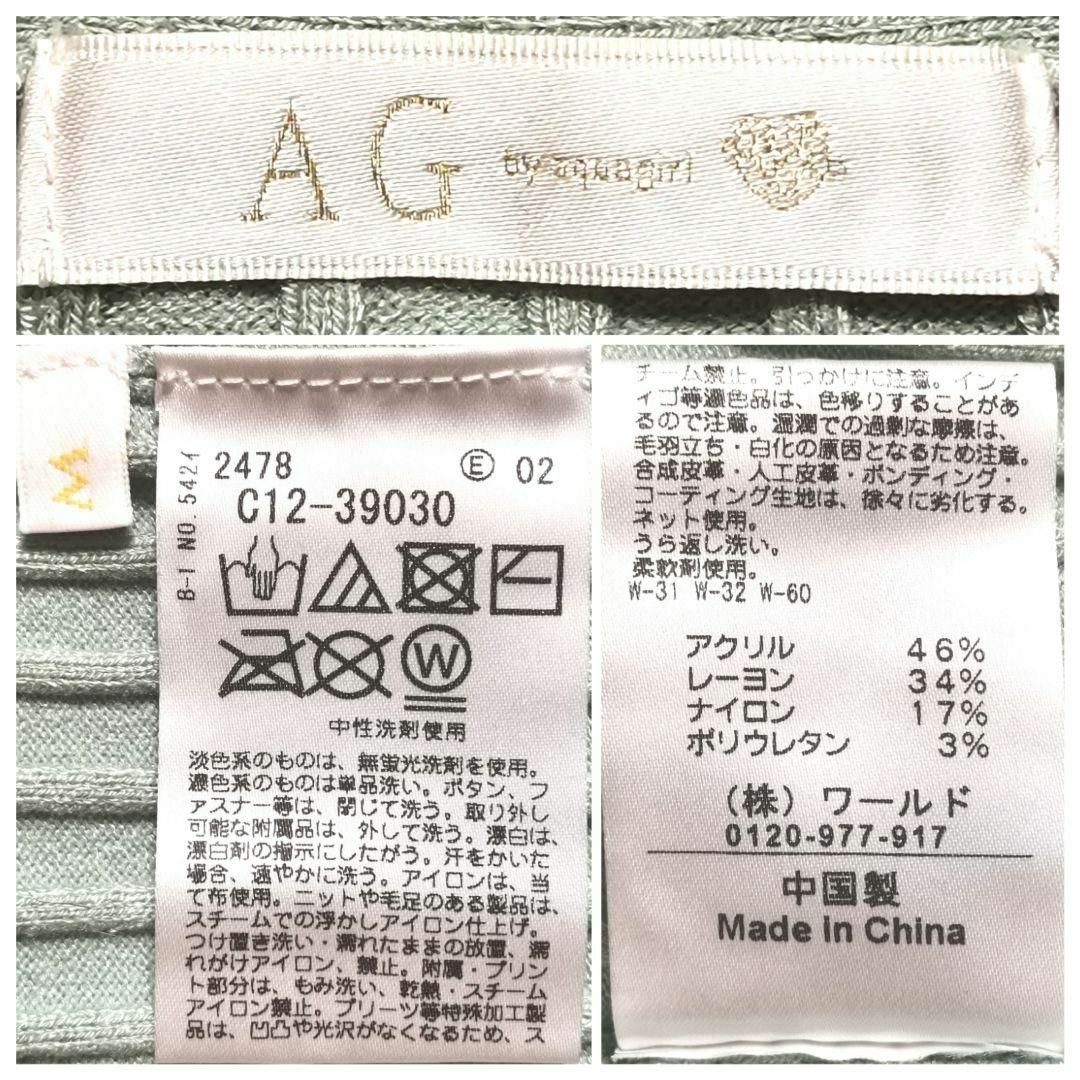 AG by aquagirl
M
B-1 NO.5421
2478 Ⓔ 02
C12-39030
W
中性洗剤使用
淡色系のものは、無蛍光洗剤を使用。
濃色系のものは単品洗い。ボタン、フ
ァスナー等は、閉じて洗う。取り外し
可能な附属品は、外して洗う。漂白は、
漂白剤の指示にしたがう。汗をかいた
場合、速やかに洗う。アイロンは、当
て布使用。ニットや毛足のある製品は、
スチームでの浮かしアイロン仕上げ。
つけ置き洗い・濡れたままの放置、濡
れがけアイロン、禁止。附属・プリン
ト部分は、もみ洗い、乾熱・スチーム
アイロン禁止。プリーツ等特殊加工製
品は、凹凸や光沢がなくなるため、ス
チーム禁止。引っかけに注意。インデ
ィゴ等濃色品は、色移りすることがあ
るので注意。湿潤での過剰な摩擦は、
毛羽立ち・白化の原因となるため注意。
合成皮革・人工皮革・ボンディング・
コーティング生地は、徐々に劣化する。
ネット使用。
うら返し洗い。
柔軟剤使用。
W-31 W-32 W-60
アクリル 46%
レーヨン 34%
ナイロン 17%
ポリウレタン 3%
(株) ワールド
0120-977-917
中国製
Made in China